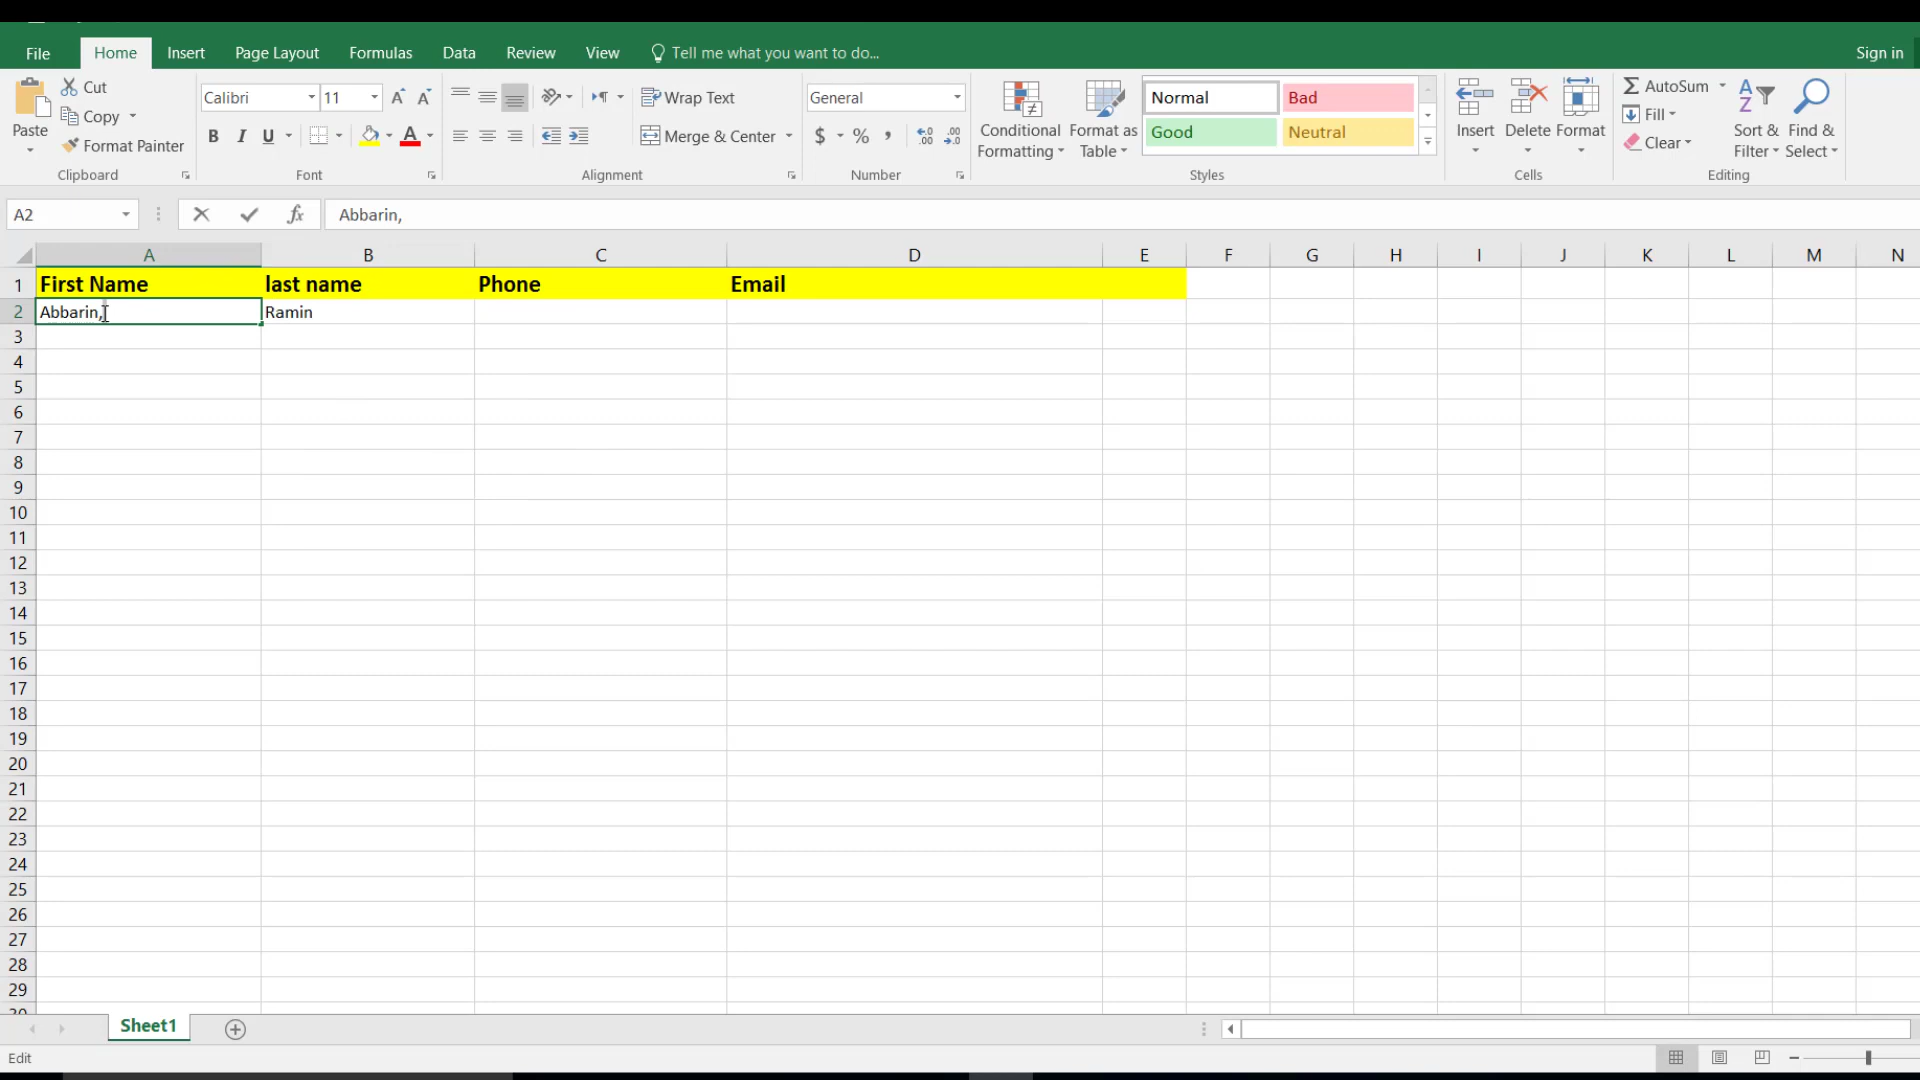 File Home Insert Page Layout Formulas Data Review View Tell me what you want to do... Sign in
Paste Cut Copy Format Painter Clipboard
Calibri 11 A A B I U A Font
Wrap Text Merge & Center Alignment
General $ % , Number
Conditional Formatting Format as Table Normal Bad Good Neutral Styles
Insert Delete Format Cells
AutoSum Fill Clear Sort & Filter Find & Select Editing
A2 fx Abbarin,
A B C D E F G H I J K L M N
1 First Name last name Phone Email
2 Abbarin, Ramin
3
4
5
6
7
8
9
10
11
12
13
14
15
16
17
18
19
20
21
22
23
24
25
26
27
28
29
30
Sheet1
Edit